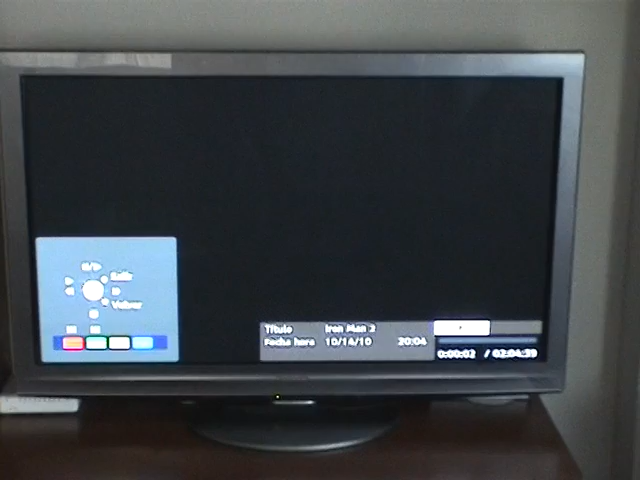 Salir
Volver
Título Iron Man 2
Fecha hora 10/14/10 20:04
0:00:02 / 02:04:39